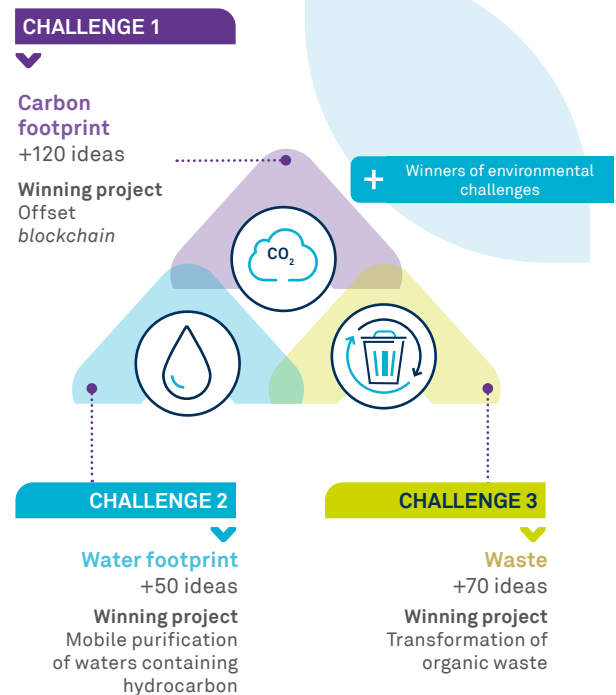 CHALLENGE 1
Carbon
footprint
+120 ideas
Winning project
Offset
blockchain
+
Winners of environmental
challenges
CO2
CHALLENGE 2
Water footprint
+50 ideas
Winning project
Mobile purification
of waters containing
hydrocarbon
CHALLENGE 3
Waste
+70 ideas
Winning project
Transformation of
organic waste